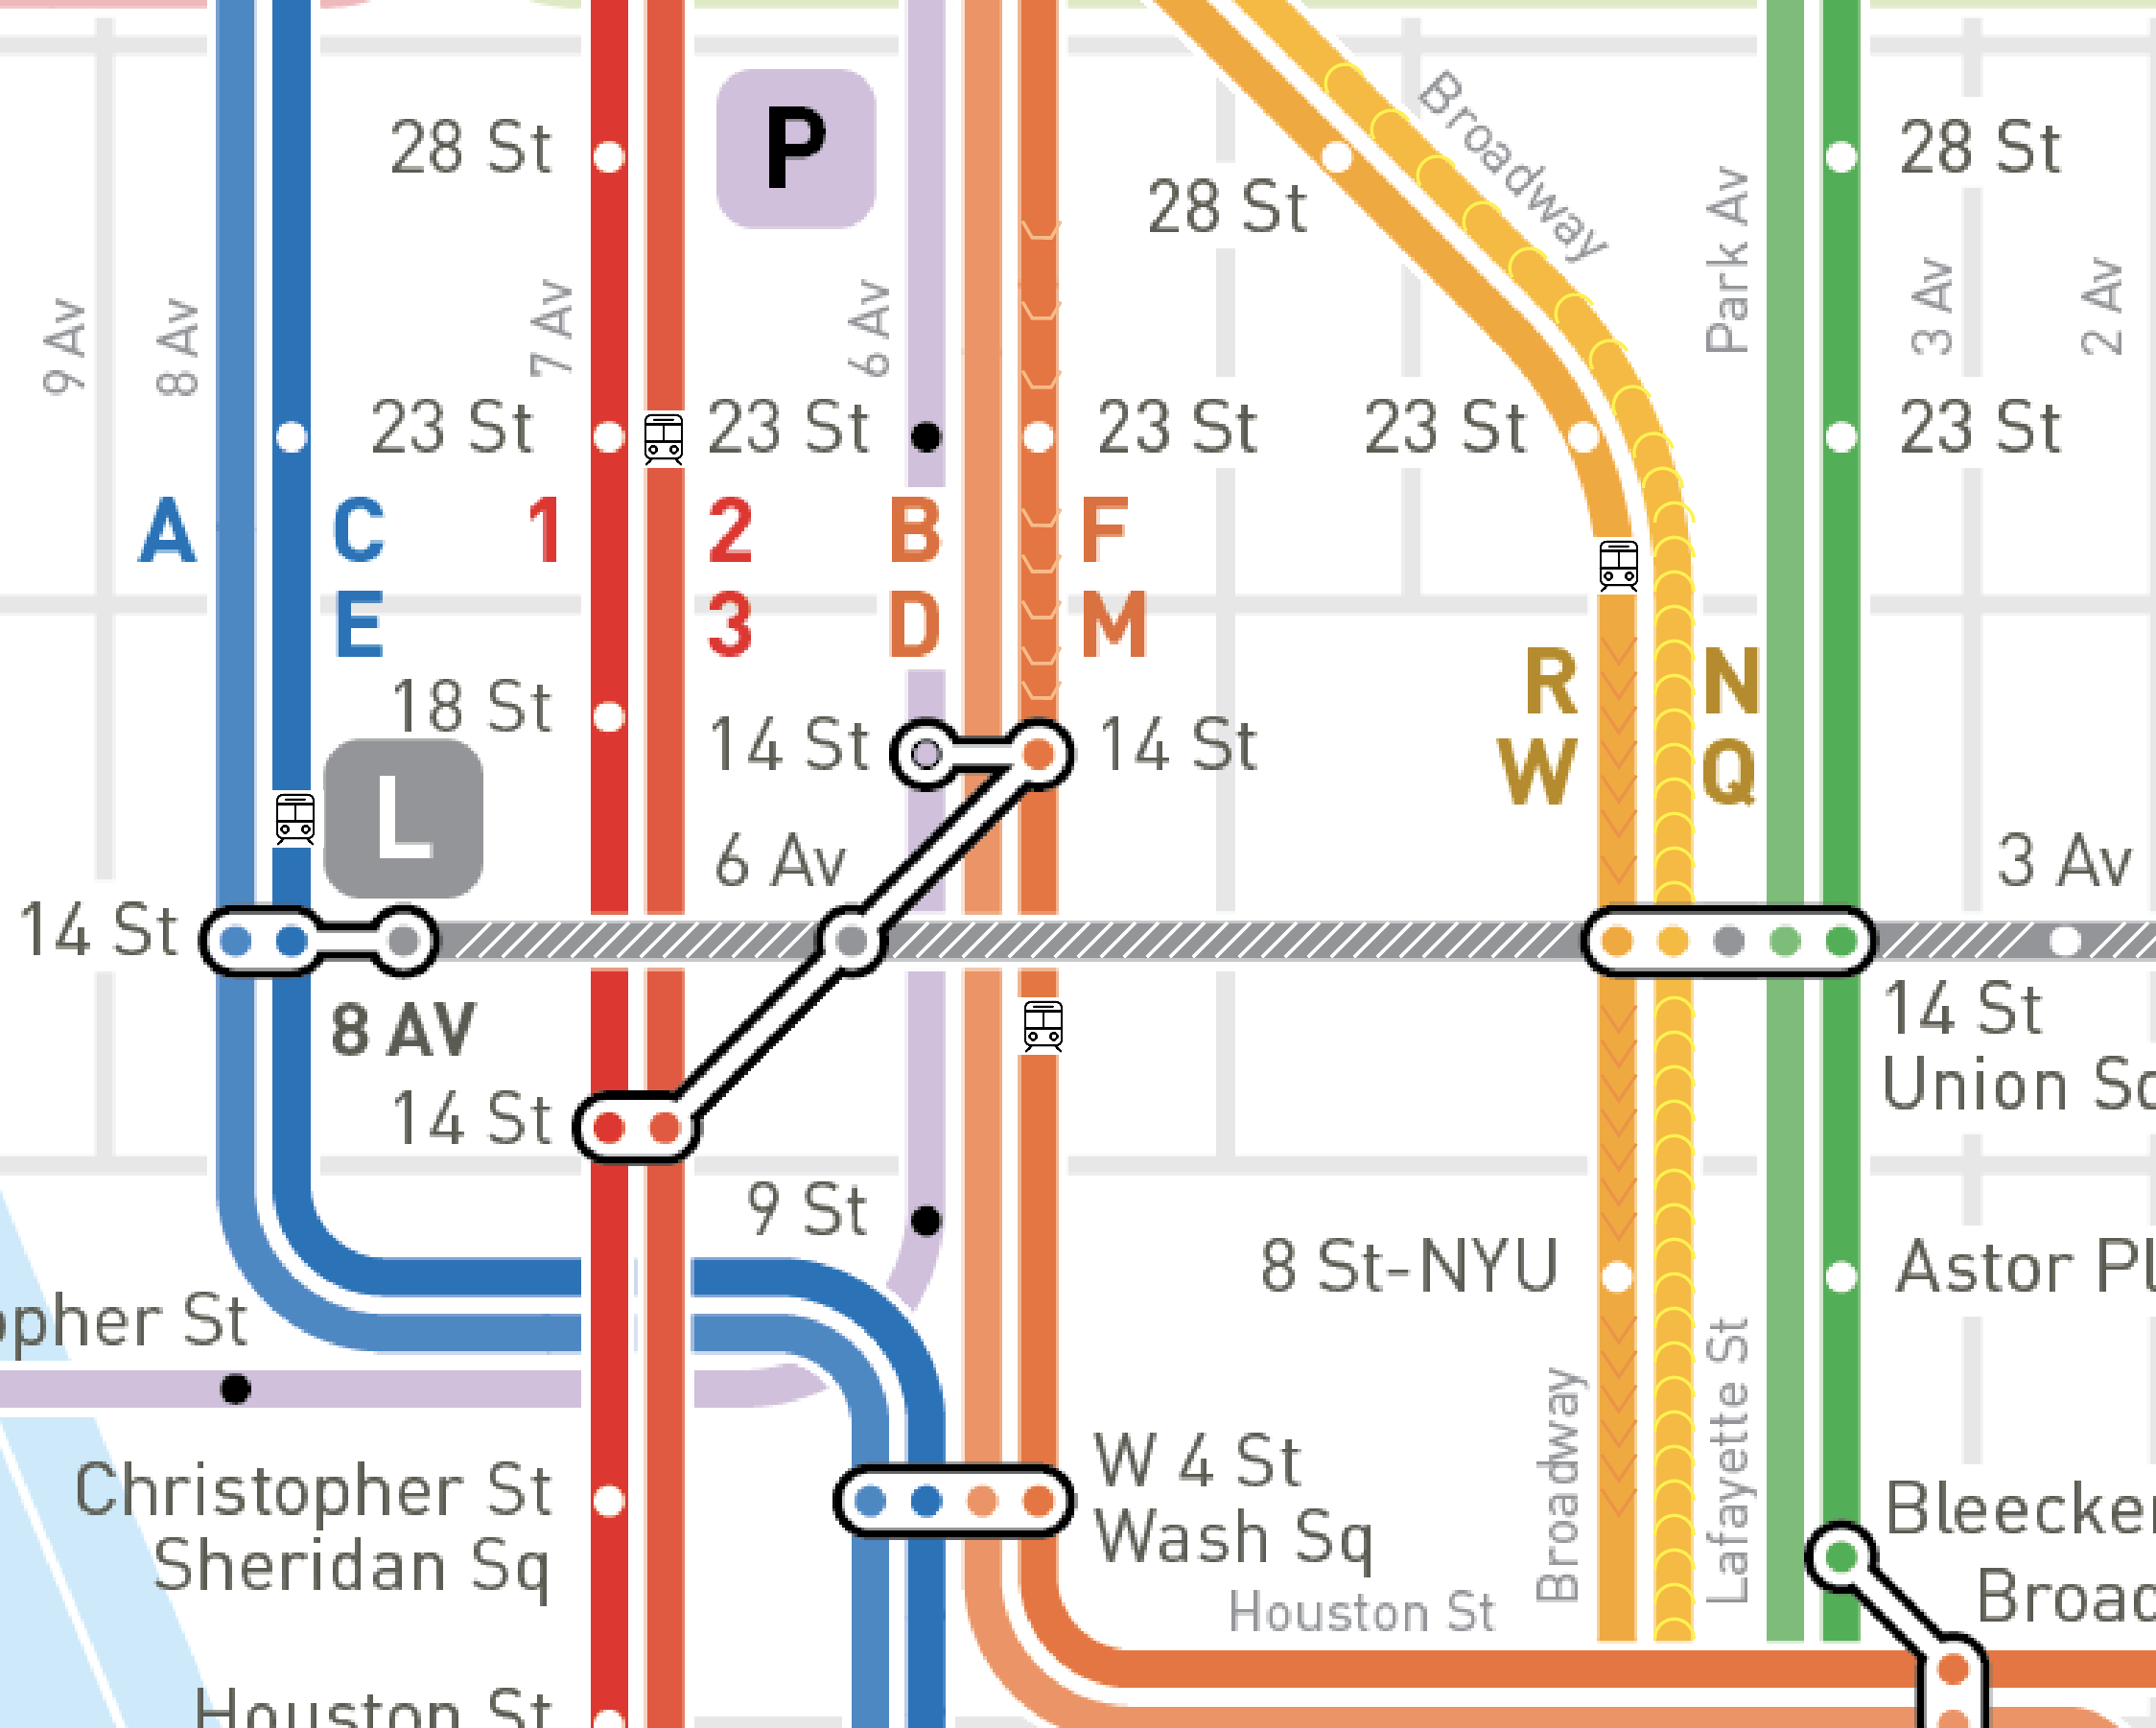 P
28 St
28 St
28 St
Broadway
Park Av
9 Av
8 Av
7 Av
6 Av
3 Av
2 Av
23 St
23 St
23 St
23 St
23 St
A
C
E
1
2
3
B
D
F
M
R
W
N
Q
18 St
14 St
14 St
L
6 Av
3 Av
14 St
8 AV
14 St
Union Sq
14 St
9 St
8 St-NYU
Astor Pl
opher St
Christopher St
Sheridan Sq
W 4 St
Wash Sq
Houston St
Broadway
Lafayette St
Bleecker
Broad
Houston St